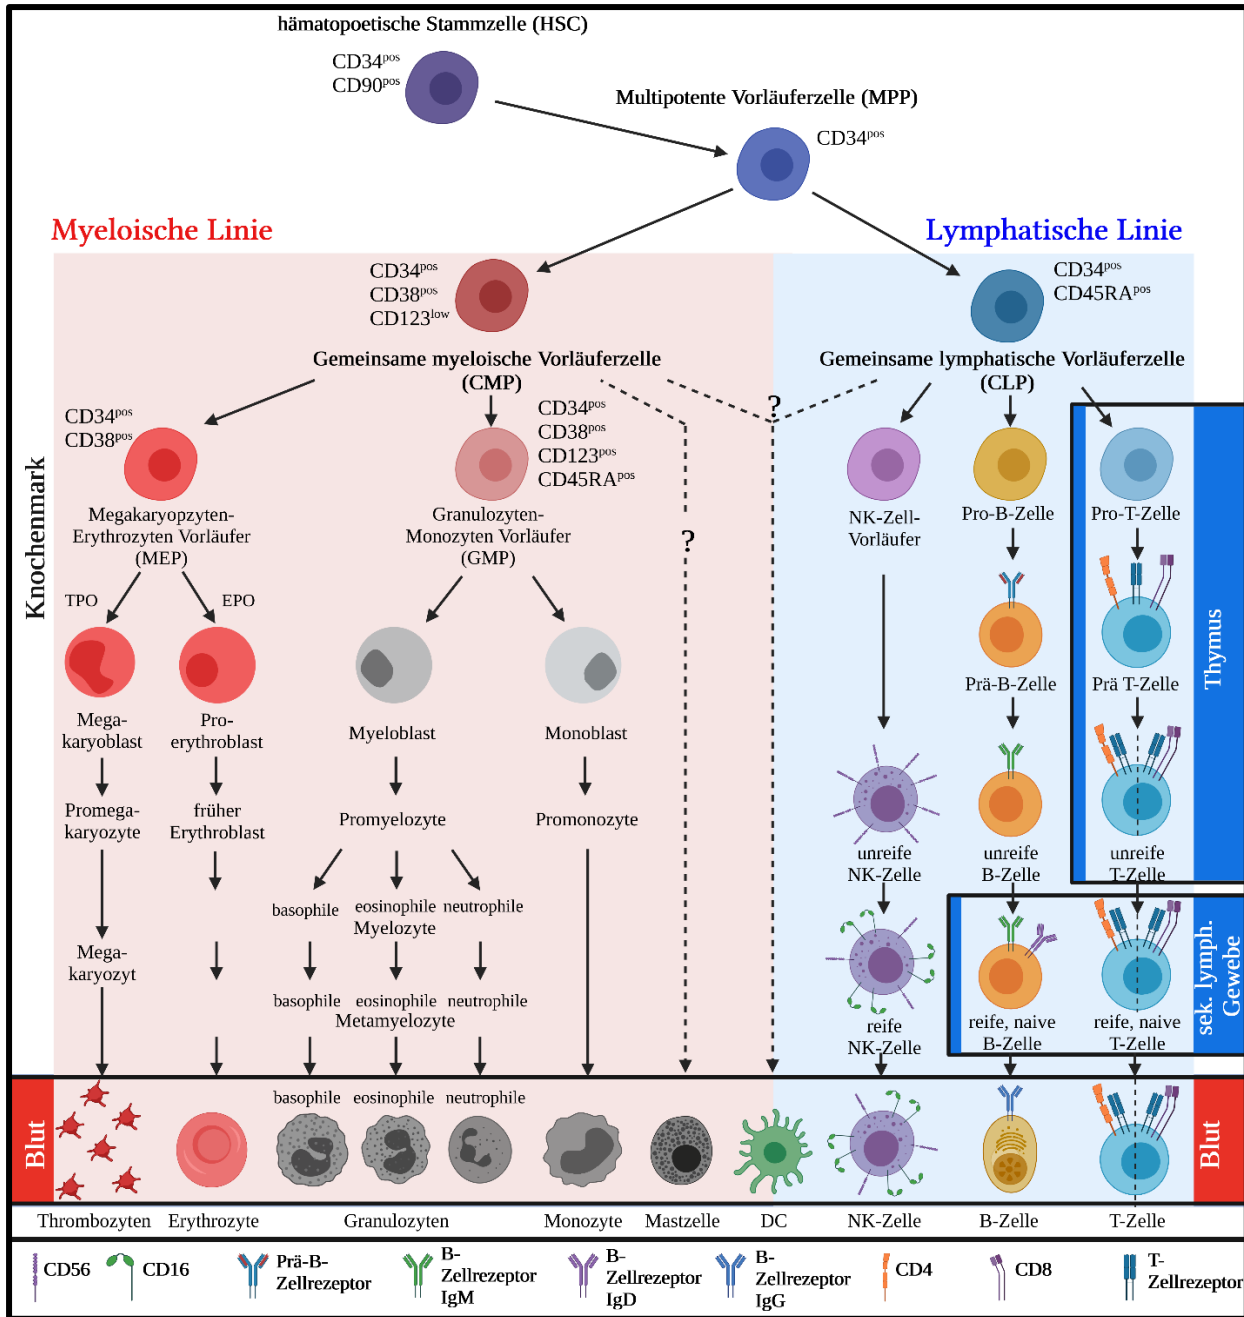 hämatopoetische Stammzelle (HSC)
CD34pos
CD90pos
Multipotente Vorläuferzelle (MPP)
CD34pos
Myeloische Linie
Lymphatische Linie
CD34pos
CD38pos
CD123low
CD34pos
CD45RApos
Gemeinsame myeloische Vorläuferzelle
(CMP)
Gemeinsame lymphatische Vorläuferzelle
(CLP)
?
CD34pos
CD38pos
CD34pos
CD38pos
CD123pos
CD45RApos
Knochenmark
Megakaryopzyten-
Erythrozyten Vorläufer
(MEP)
Granulozyten-
Monozyten Vorläufer
(GMP)
?
NK-Zell-
Vorläufer
Pro-B-Zelle
Pro-T-Zelle
TPO
EPO
Thymus
Prä-B-Zelle
Prä T-Zelle
Mega-
karyoblast
Pro-
erythroblast
Myeloblast
Monoblast
Promega-
karyozyte
früher
Erythroblast
Promyelozyte
Promonozyte
unreife
NK-Zelle
unreife
B-Zelle
unreife
T-Zelle
basophile
eosinophile
neutrophile
Myelozyte
Mega-
karyozyt
sek. lymph.
Gewebe
basophile
eosinophile
neutrophile
Metamyelozyte
reife
NK-Zelle
reife, naive
B-Zelle
reife, naive
T-Zelle
Blut
basophile
eosinophile
neutrophile
Blut
Thrombozyten
Erythrozyte
Granulozyten
Monozyte
Mastzelle
DC
NK-Zelle
B-Zelle
T-Zelle
CD56
CD16
Prä-B-
Zellrezeptor
B-
Zellrezeptor
IgM
B-
Zellrezeptor
IgD
B-
Zellrezeptor
IgG
CD4
CD8
T-
Zellrezeptor